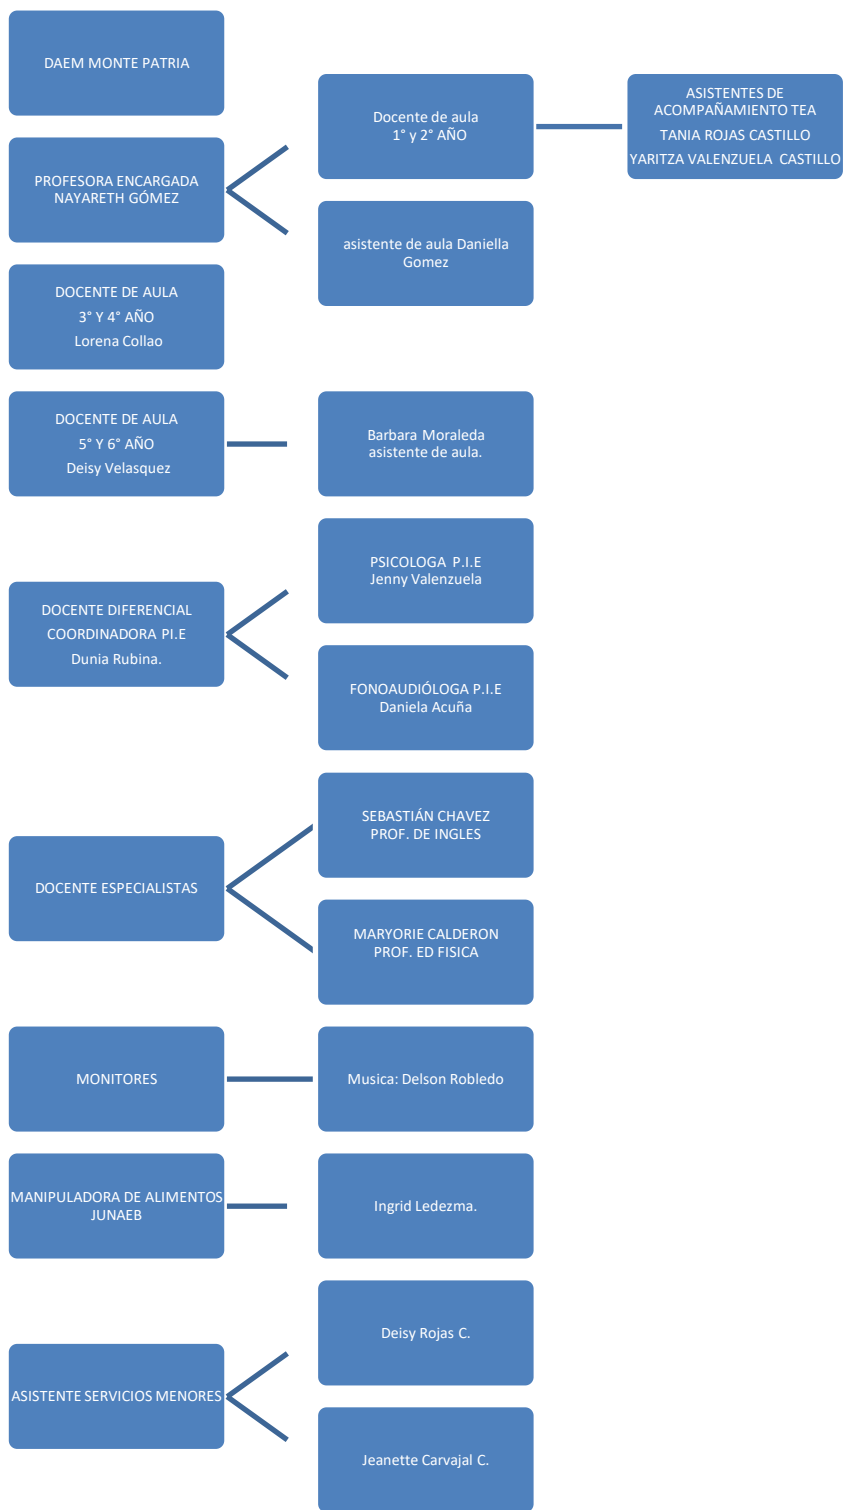 DAEM MONTE PATRIA
PROFESORA ENCARGADA
NAYARETH GÓMEZ
Docente de aula
1° y 2° AÑO
ASISTENTES DE
ACOMPAÑAMIENTO TEA
TANIA ROJAS CASTILLO
YARITZA VALENZUELA CASTILLO
asistente de aula Daniella
Gomez
DOCENTE DE AULA
3° Y 4° AÑO
Lorena Collao
DOCENTE DE AULA
5° Y 6° AÑO
Deisy Velasquez
Barbara Moraleda
asistente de aula.
DOCENTE DIFERENCIAL
COORDINADORA PI.E
Dunia Rubina.
PSICOLOGA P.I.E
Jenny Valenzuela
FONOAUDIÓLOGA P.I.E
Daniela Acuña
DOCENTE ESPECIALISTAS
SEBASTIÁN CHAVEZ
PROF. DE INGLES
MARYORIE CALDERON
PROF. ED FISICA
MONITORES
Musica: Delson Robledo
MANIPULADORA DE ALIMENTOS
JUNAEB
Ingrid Ledezma.
ASISTENTE SERVICIOS MENORES
Deisy Rojas C.
Jeanette Carvajal C.